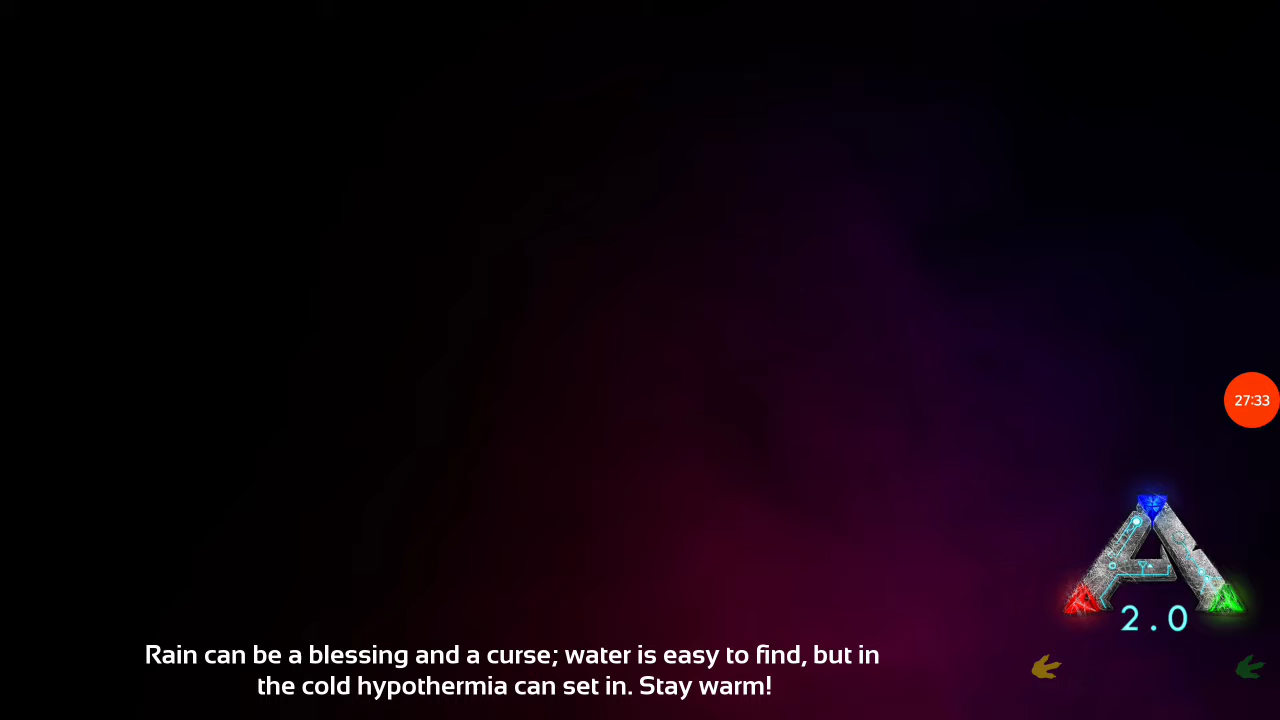 27:33
2.0
Rain can be a blessing and a curse; water is easy to find, but in
the cold hypothermia can set in. Stay warm!